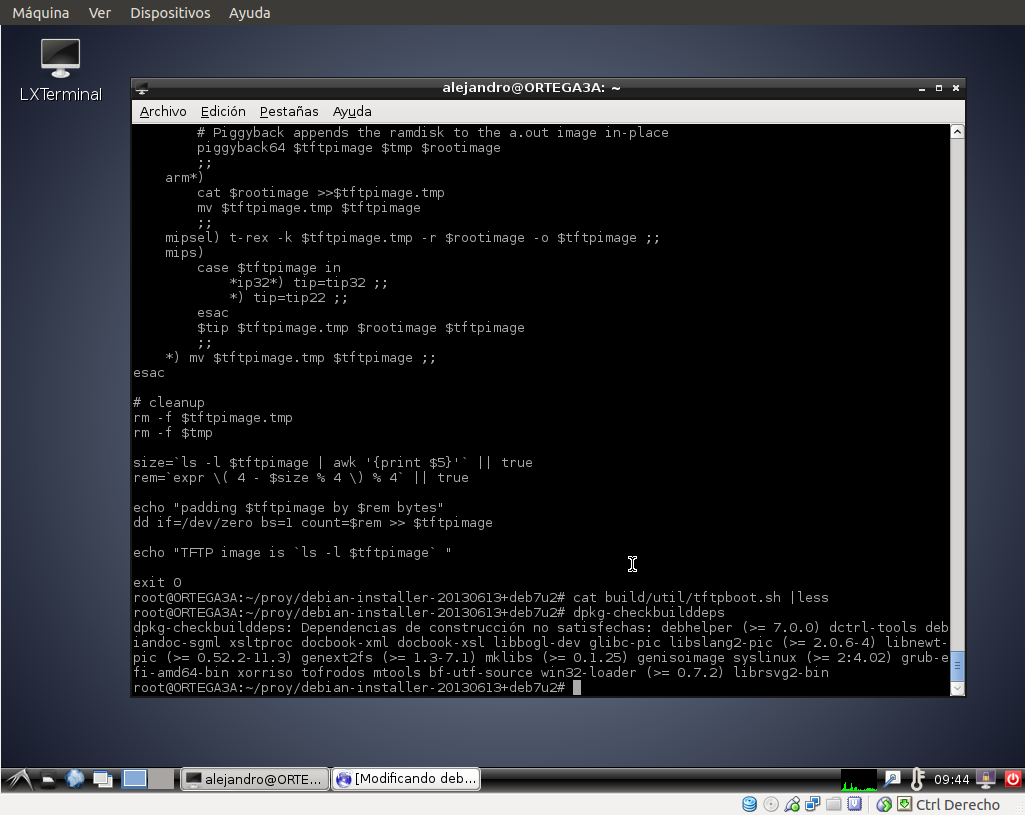 Máquina Ver Dispositivos Ayuda
LXTerminal
alejandro@ORTEGA3A: ~
Archivo Edición Pestañas Ayuda
        # Piggyback appends the ramdisk to the a.out image in-place
        piggyback64 $tftpimage $tmp $rootimage
        ;;
    arm*)
        cat $rootimage >>$tftpimage.tmp
        mv $tftpimage.tmp $tftpimage
        ;;
    mipsel) t-rex -k $tftpimage.tmp -r $rootimage -o $tftpimage ;;
    mips)
        case $tftpimage in
            *ip32*) tip=tip32 ;;
            *) tip=tip22 ;;
        esac
        $tip $tftpimage.tmp $rootimage $tftpimage
        ;;
    *) mv $tftpimage.tmp $tftpimage ;;
esac
# cleanup
rm -f $tftpimage.tmp
rm -f $tmp
size=`ls -l $tftpimage | awk '{print $5}'` || true
rem=`expr \( 4 - $size % 4 \) % 4` || true
echo "padding $tftpimage by $rem bytes"
dd if=/dev/zero bs=1 count=$rem >> $tftpimage
echo "TFTP image is `ls -l $tftpimage` "
exit 0
root@ORTEGA3A:~/proy/debian-installer-20130613+deb7u2# cat build/util/tftpboot.sh |less
root@ORTEGA3A:~/proy/debian-installer-20130613+deb7u2# dpkg-checkbuilddeps
dpkg-checkbuilddeps: Dependencias de construcción no satisfechas: debhelper (>= 7.0.0) dctrl-tools deb
iandoc-sgml xsltproc docbook-xml docbook-xsl libbogl-dev glibc-pic libslang2-pic (>= 2.0.6-4) libnewt-
pic (>= 0.52.2-11.3) genext2fs (>= 1.3-7.1) mklibs (>= 0.1.25) genisoimage syslinux (>= 2:4.02) grub-e
fi-amd64-bin xorriso tofrodos mtools bf-utf-source win32-loader (>= 0.7.2) librsvg2-bin
root@ORTEGA3A:~/proy/debian-installer-20130613+deb7u2#
alejandro@ORTE... [Modificando deb... 09:44
Ctrl Derecho